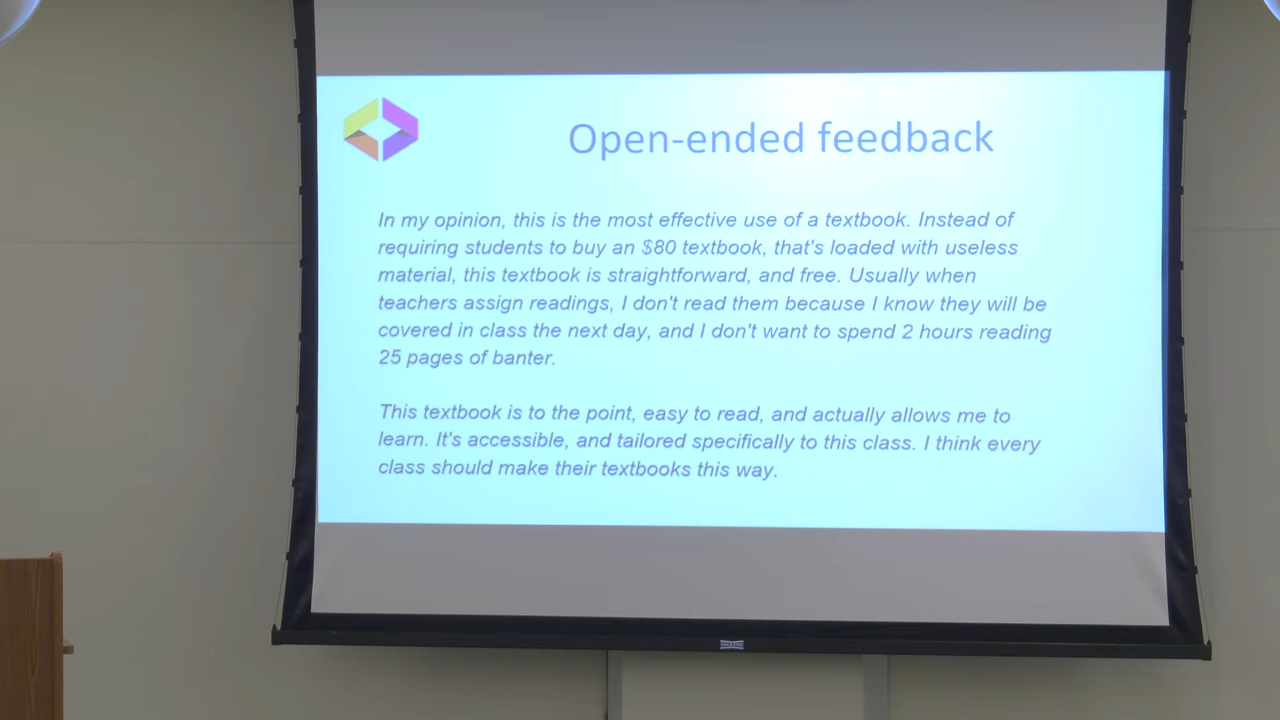 Open-ended feedback
In my opinion, this is the most effective use of a textbook. Instead of
requiring students to buy an $80 textbook, that's loaded with useless
material, this textbook is straightforward, and free. Usually when
teachers assign readings, I don't read them because I know they will be
covered in class the next day, and I don't want to spend 2 hours reading
25 pages of banter.
This textbook is to the point, easy to read, and actually allows me to
learn. It's accessible, and tailored specifically to this class. I think every
class should make their textbooks this way.